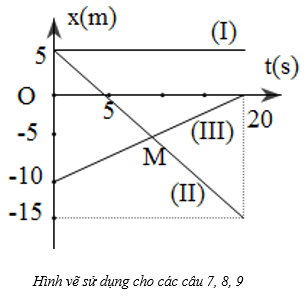 x(m)
(I)
5
t(s)
O
5
20
-5
(III)
M
-10
(II)
-15
Hình vẽ sử dụng cho các câu 7, 8, 9